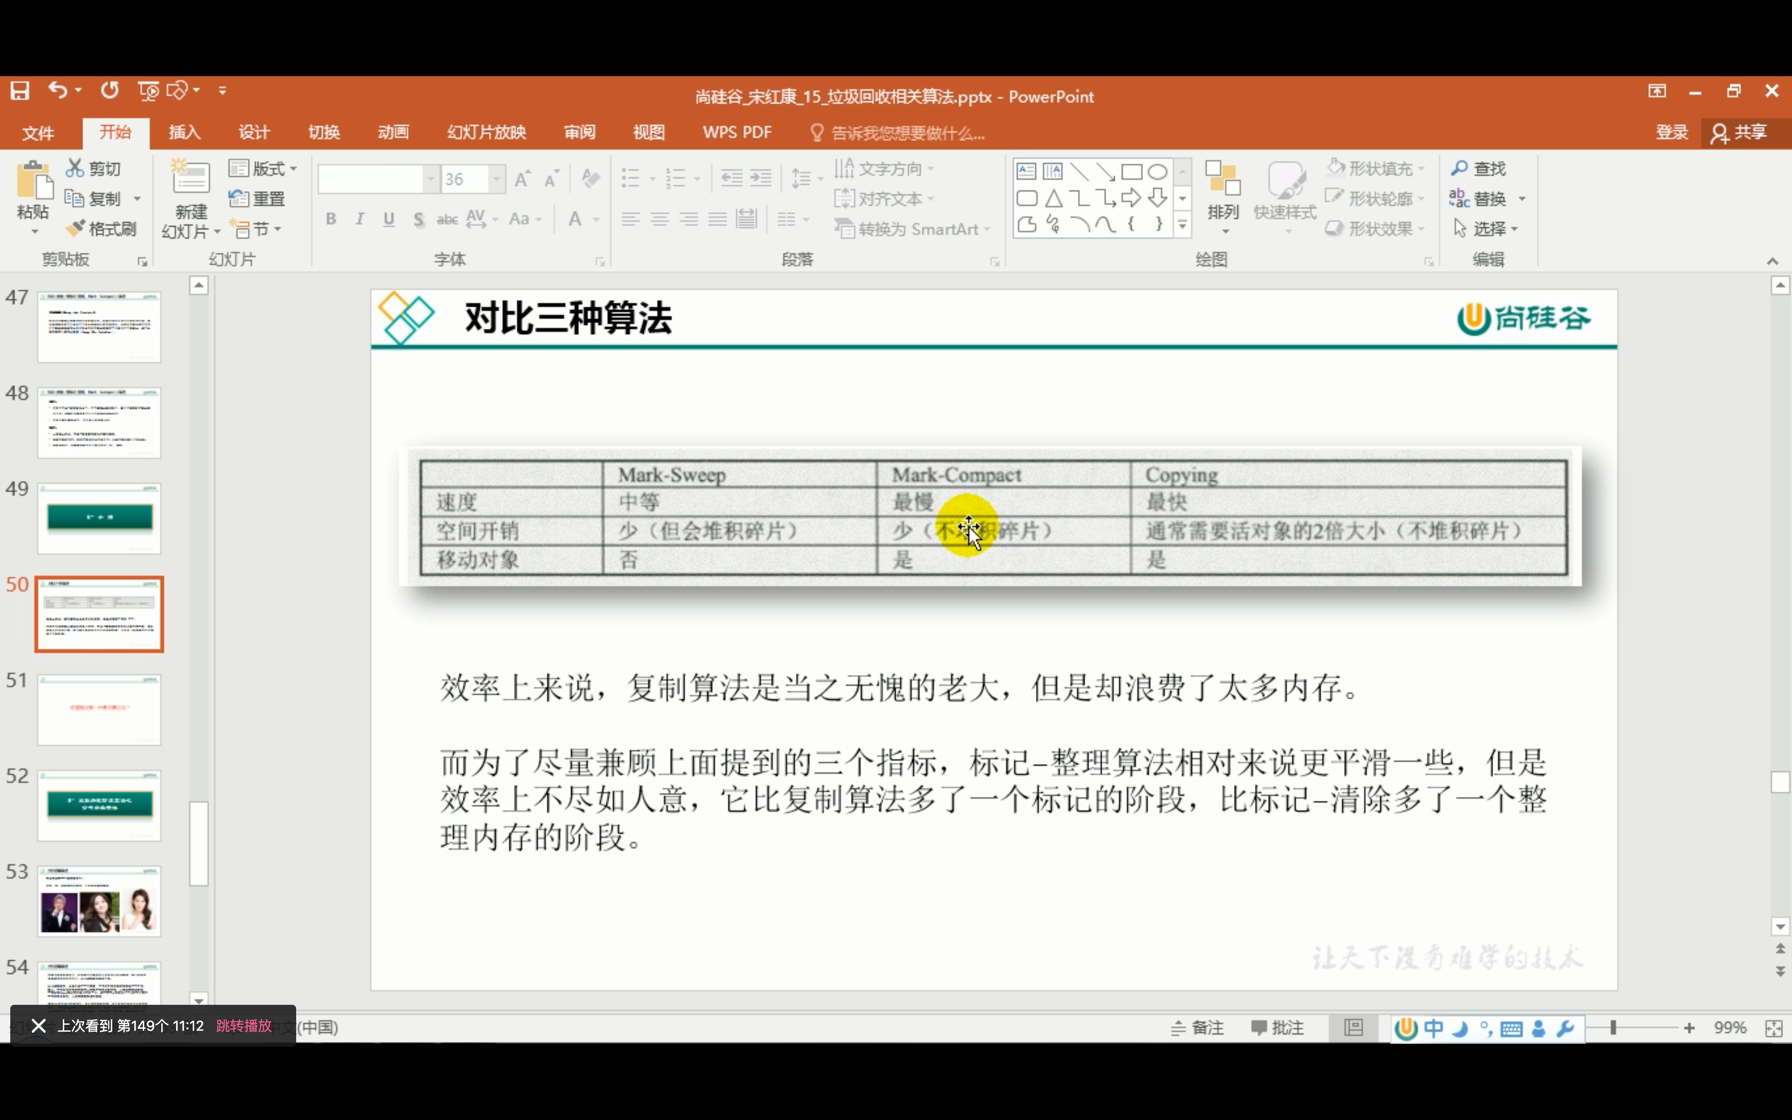 尚硅谷_宋红康_15_垃圾回收相关算法.pptx - PowerPoint
文件 开始 插入 设计 切换 动画 幻灯片放映 审阅 视图 WPS PDF 告诉我您想要做什么... 登录 共享
粘贴 剪切 复制 格式刷 剪贴板
新建幻灯片 版式 重置 节 幻灯片
36 B I U S abc AV Aa A 字体
文字方向 对齐文本 转换为 SmartArt 段落
排列 快速样式 形状填充 形状轮廓 形状效果 绘图
查找 替换 选择 编辑
47
48
49
50
51
52
53
54
对比三种算法
尚硅谷
Mark-Sweep Mark-Compact Copying
速度 中等 最慢 最快
空间开销 少（但会堆积碎片） 少（不堆积碎片） 通常需要活对象的2倍大小（不堆积碎片）
移动对象 否 是 是
效率上来说，复制算法是当之无愧的老大，但是却浪费了太多内存。
而为了尽量兼顾上面提到的三个指标，标记-整理算法相对来说更平滑一些，但是
效率上不尽如人意，它比复制算法多了一个标记的阶段，比标记-清除多了一个整
理内存的阶段。
让天下没有难学的技术
上次看到 第149个 11:12 跳转播放
(中国) 备注 批注 中 99%